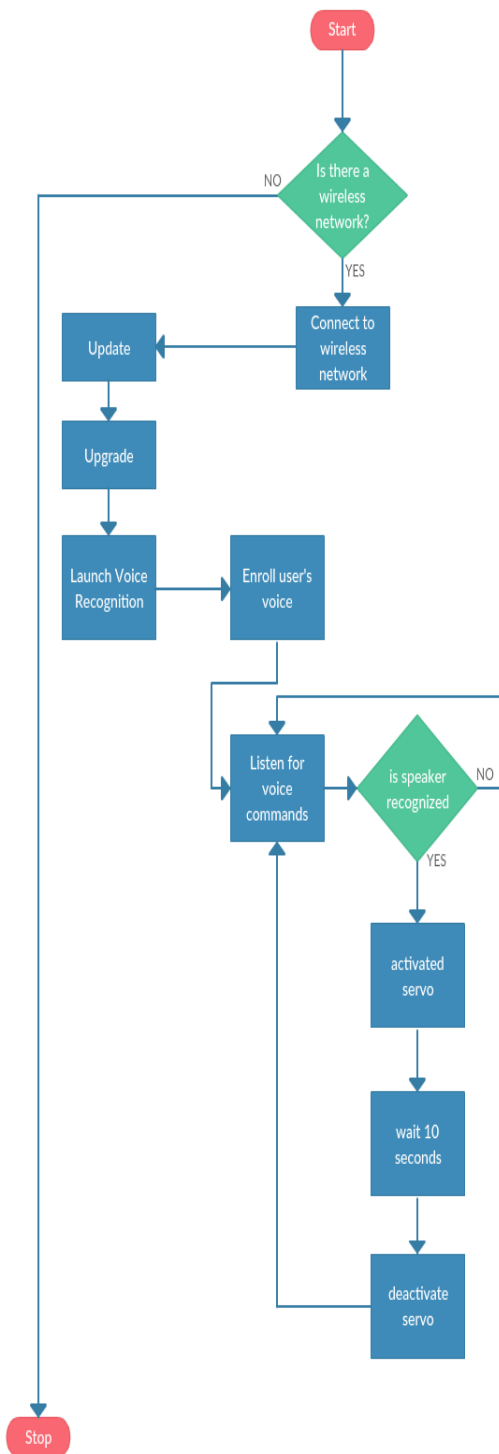 Start
Is there a
wireless
network?
NO
YES
Connect to
wireless
network
Update
Upgrade
Launch Voice
Recognition
Enroll user's
voice
Listen for
voice
commands
is speaker
recognized
NO
YES
activated
servo
wait 10
seconds
deactivate
servo
Stop